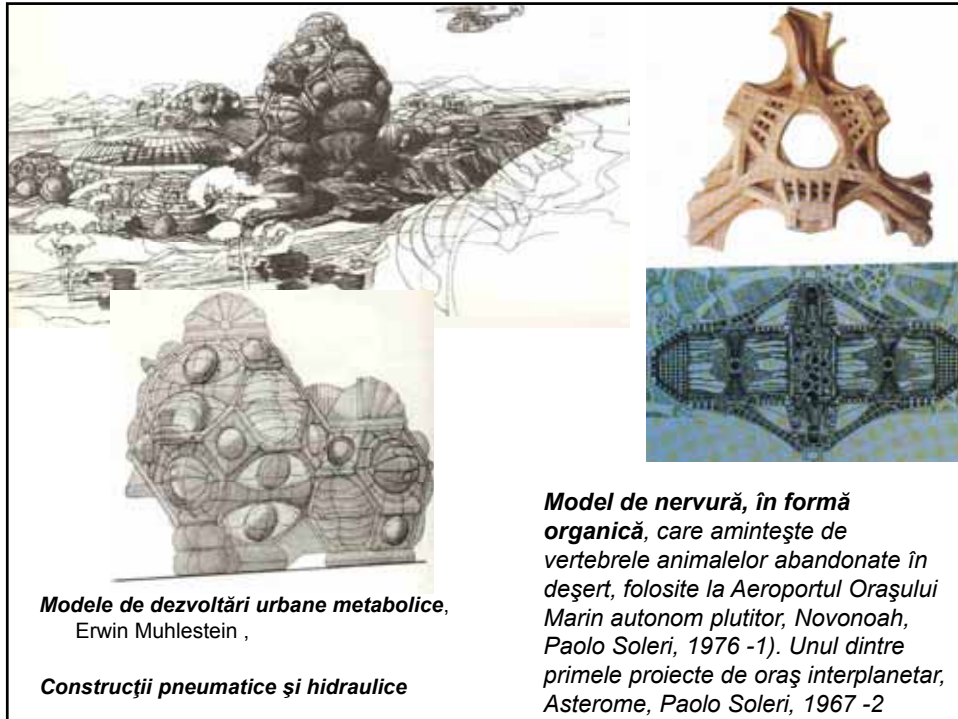 Modele de dezvoltări urbane metabolice,
Erwin Muhlestein ,
Construcţii pneumatice şi hidraulice
Model de nervură, în formă
organică, care aminteşte de
vertebrele animalelor abandonate în
deşert, folosite la Aeroportul Oraşului
Marin autonom plutitor, Novonoah,
Paolo Soleri, 1976 -1). Unul dintre
primele proiecte de oraş interplanetar,
Asterome, Paolo Soleri, 1967 -2